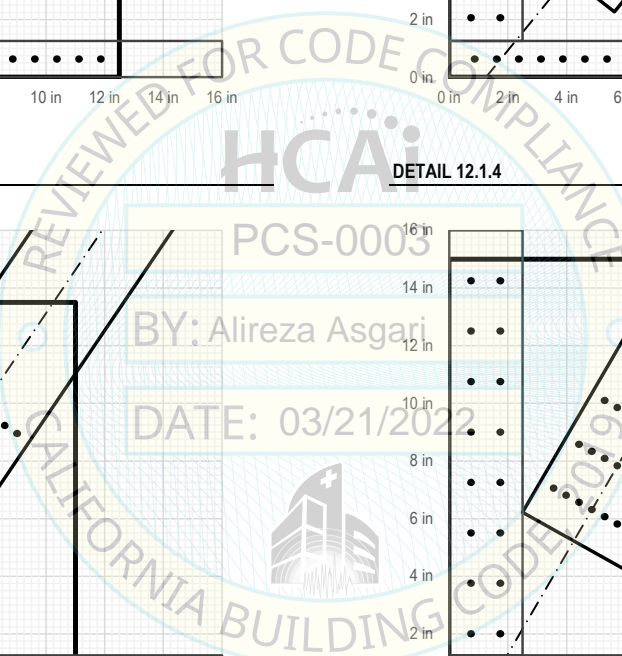 2 in
0 in
10 in 12 in 14 in 16 in
0 in 2 in 4 in 6
REVIEWED FOR CODE COMPLIANCE
HCAi
DETAIL 12.1.4
PCS-0003
16 in
14 in
BY: Alireza Asgari
12 in
DATE: 03/21/2022
10 in
8 in
6 in
4 in
2 in
CALIFORNIA BUILDING CODE, 2019